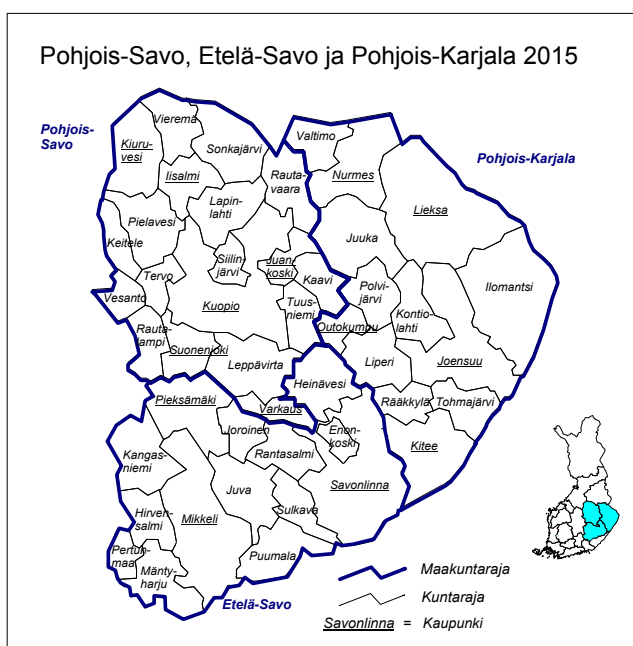 Pohjois-Savo, Etelä-Savo ja Pohjois-Karjala 2015
Pohjois-
Savo
Vieremä
Kiuru-
vesi
Sonkajärvi
Iisalmi
Valtimo
Nurmes
Pohjois-Karjala
Rauta-
vaara
Lapin-
lahti
Lieksa
Pielavesi
Keitele
Juuka
Siilin-
järvi
Juan-
koski
Tervo
Kaavi
Polvi-
järvi
Ilomantsi
Vesanto
Kuopio
Tuus-
niemi
Kontio-
lahti
Outokumpu
Rauta-
lampi
Suonenjoki
Leppävirta
Liperi
Joensuu
Heinävesi
Pieksämäki
Varkaus
Rääkkylä
Tohmajärvi
Joroinen
Enon-
koski
Kitee
Kangas-
niemi
Rantasalmi
Juva
Savonlinna
Hirven-
salmi
Mikkeli
Sulkava
Pertun-
maa
Mänty-
harju
Puumala
Etelä-Savo
Maakuntaraja
Kuntaraja
Savonlinna = Kaupunki